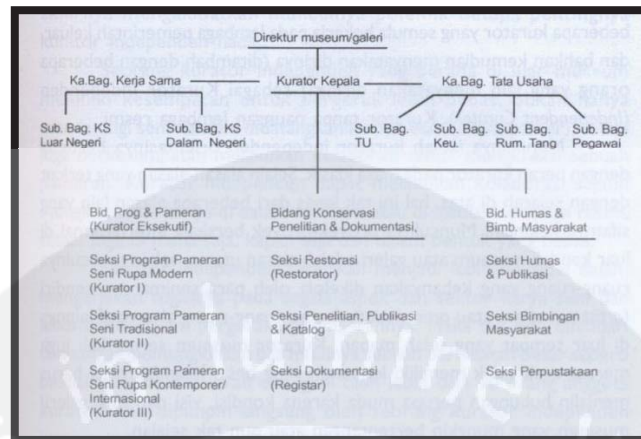 Direktur museum/galeri
Ka.Bag. Kerja Sama
Kurator Kepala
Ka.Bag. Tata Usaha
Sub. Bag. KS
Luar Negeri
Sub. Bag. KS
Dalam. Negeri
Sub. Bag.
TU
Sub. Bag.
Keu.
Sub. Bag.
Rum. Tang
Sub. Bag.
Pegawai
Bid. Prog & Pameran
(Kurator Eksekutif)
Bidang Konservasi
Penelitian & Dokumentasi
Bid. Humas &
Bimb. Masyarakat
Seksi Program Pameran
Seni Rupa Modern
(Kurator I)
Seksi Restorasi
(Restorator)
Seksi Humas
& Publikasi
Seksi Program Pameran
Seni Tradisional
(Kurator II)
Seksi Penelitian, Publikasi
& Katalog
Seksi Bimbingan
Masyarakat
Seksi Program Pameran
Seni Rupa Kontemporer/
Internasional
(Kurator III)
Seksi Dokumentasi
(Registar)
Seksi Perpustakaan